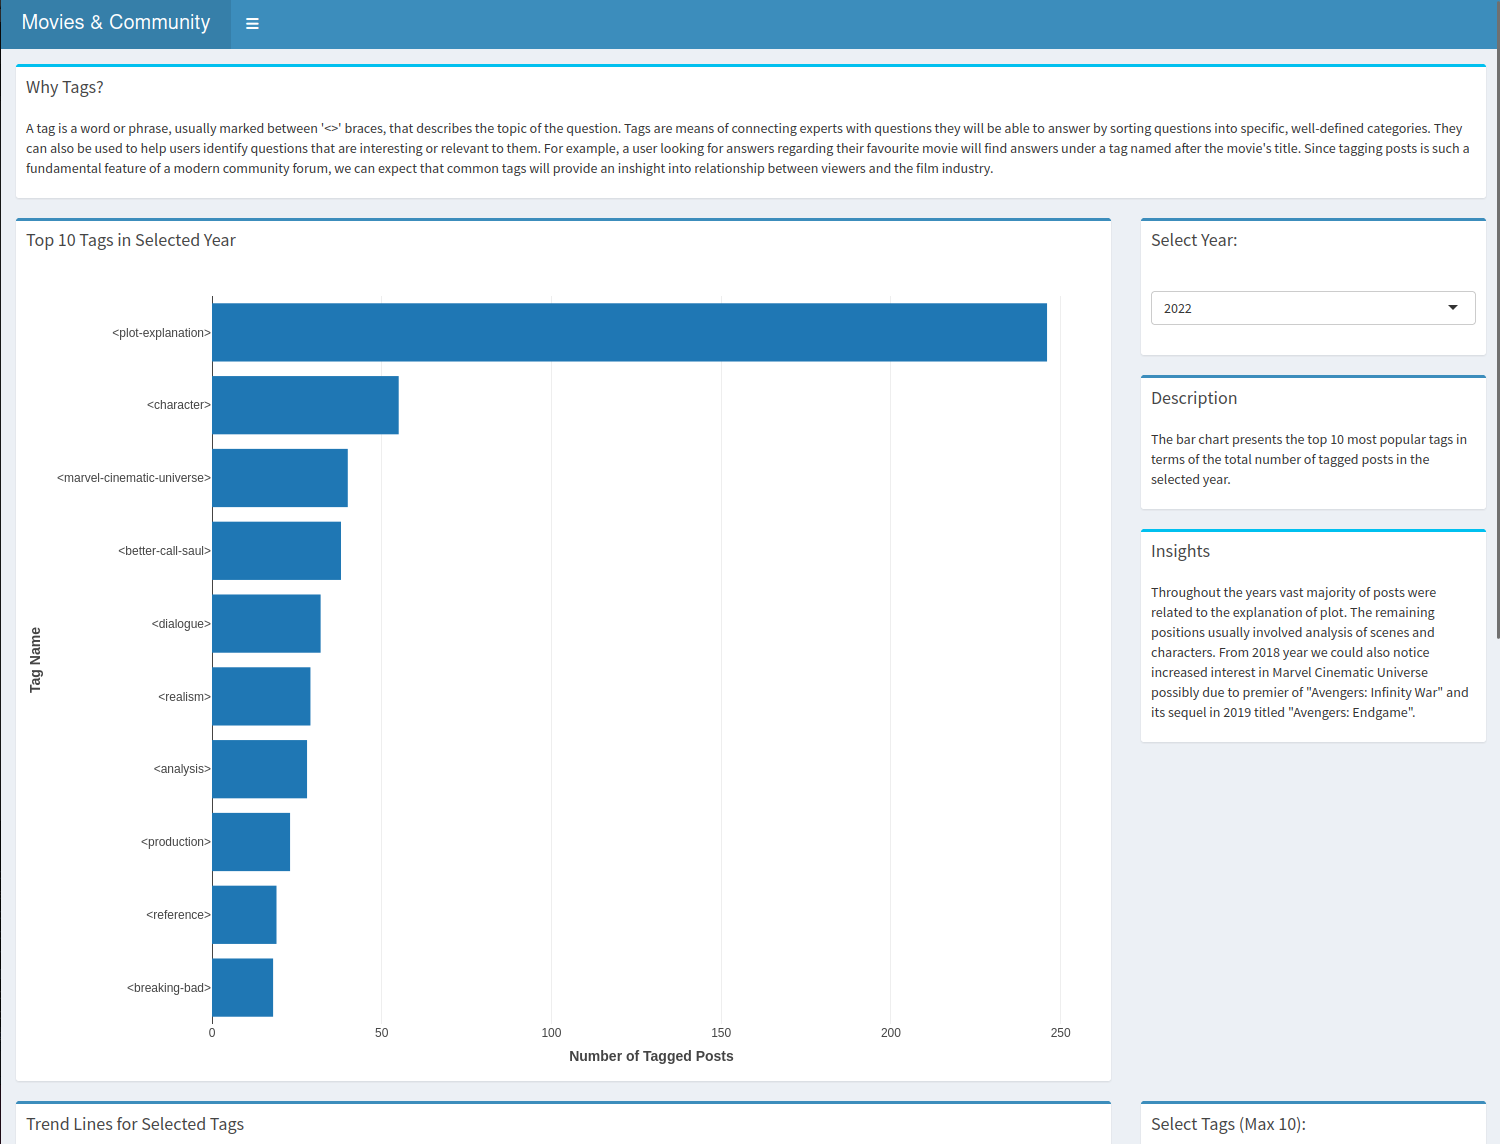 Movies & Community
Why Tags?
A tag is a word or phrase, usually marked between '<>' braces, that describes the topic of the question. Tags are means of connecting experts with questions they will be able to answer by sorting questions into specific, well-defined categories. They
can also be used to help users identify questions that are interesting or relevant to them. For example, a user looking for answers regarding their favourite movie will find answers under a tag named after the movie's title. Since tagging posts is such a
fundamental feature of a modern community forum, we can expect that common tags will provide an inshight into relationship between viewers and the film industry.
Top 10 Tags in Selected Year
<plot-explanation>
<character>
<marvel-cinematic-universe>
<better-call-saul>
<dialogue>
<realism>
<analysis>
<production>
<reference>
<breaking-bad>
Tag Name
0 50 100 150 200 250
Number of Tagged Posts
Select Year:
2022
Description
The bar chart presents the top 10 most popular tags in
terms of the total number of tagged posts in the
selected year.
Insights
Throughout the years vast majority of posts were
related to the explanation of plot. The remaining
positions usually involved analysis of scenes and
characters. From 2018 year we could also notice
increased interest in Marvel Cinematic Universe
possibly due to premier of "Avengers: Infinity War" and
its sequel in 2019 titled "Avengers: Endgame".
Trend Lines for Selected Tags
Select Tags (Max 10):